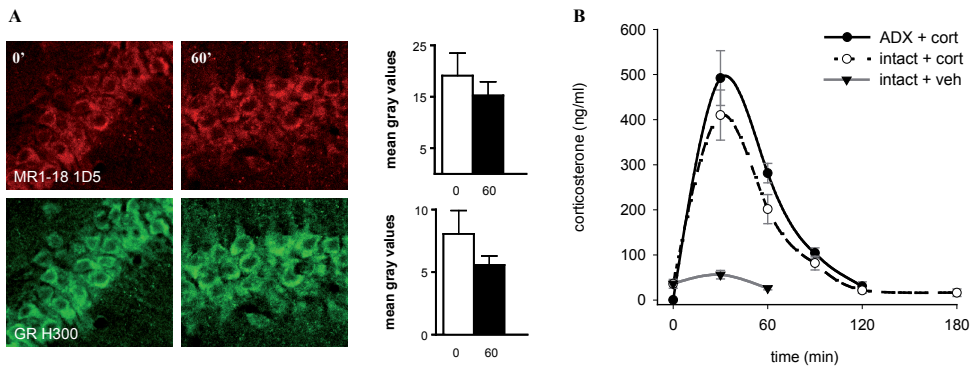 A
0’
60’
MR1-18 1D5
GR H300
mean gray values
25
15
5
0
0 60
mean gray values
10
5
0
0 60
B
ADX + cort
intact + cort
intact + veh
corticosterone (ng/ml)
600
500
400
300
200
100
0
0 60 120 180
time (min)